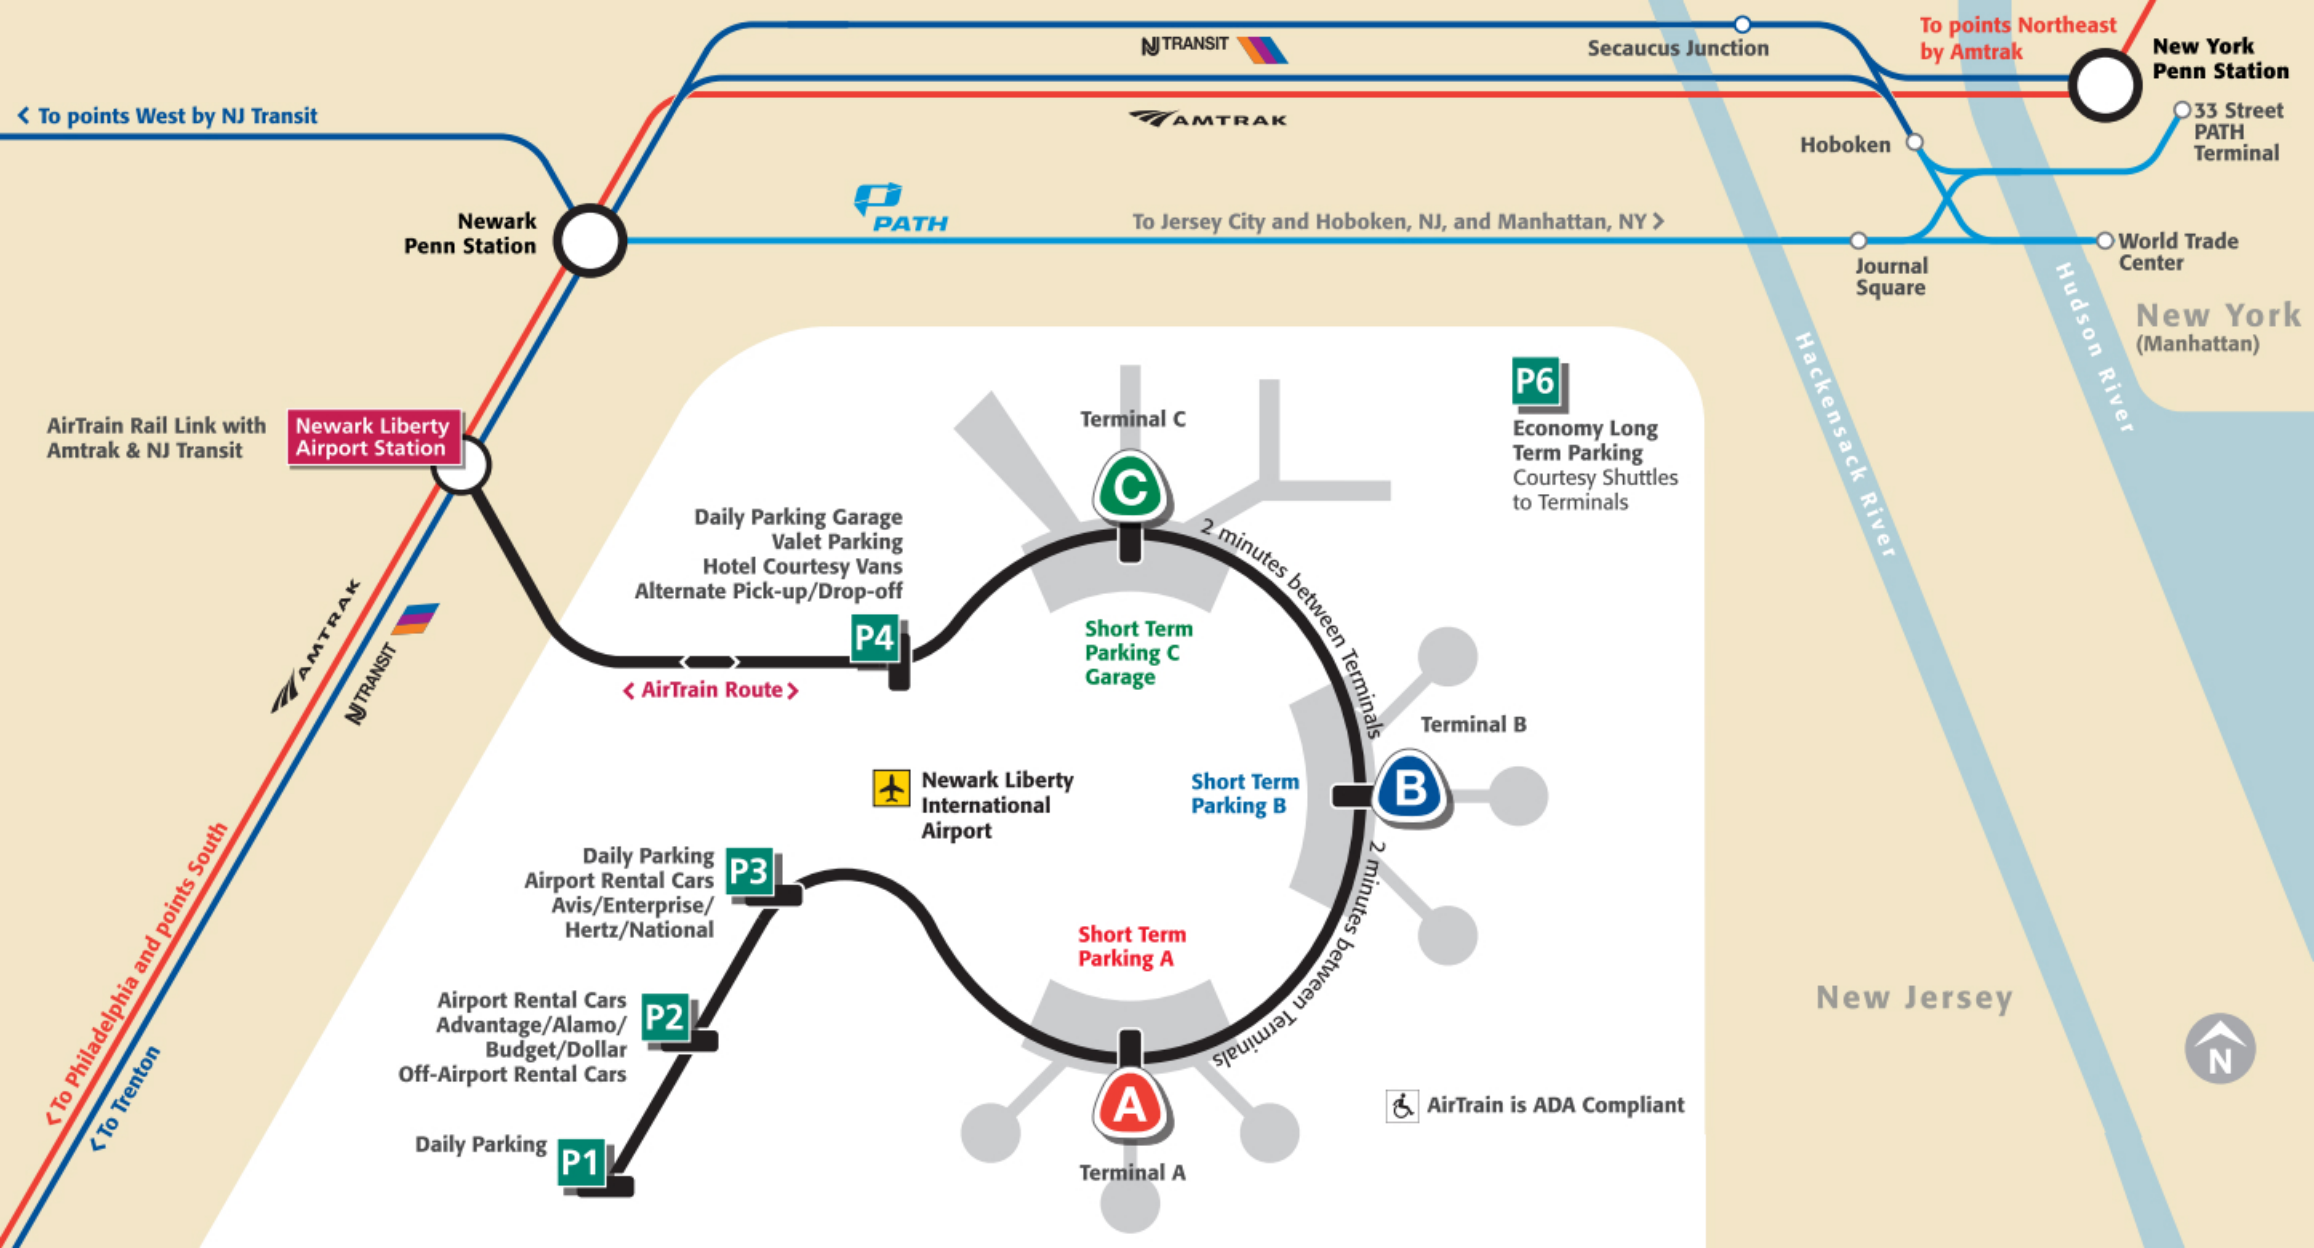 NJ TRANSIT
Secaucus Junction
To points Northeast
by Amtrak
New York
Penn Station
< To points West by NJ Transit
AMTRAK
33 Street
PATH
Terminal
Hoboken
Newark
Penn Station
PATH
To Jersey City and Hoboken, NJ, and Manhattan, NY >
World Trade
Center
Journal
Square
Hudson River
New York
(Manhattan)
Hackensack River
AirTrain Rail Link with
Amtrak & NJ Transit
Newark Liberty
Airport Station
P6
Economy Long
Term Parking
Courtesy Shuttles
to Terminals
Terminal C
C
Daily Parking Garage
Valet Parking
Hotel Courtesy Vans
Alternate Pick-up/Drop-off
P4
2 minutes between Terminals
Short Term
Parking C
Garage
< AirTrain Route >
AMTRAK
NJ TRANSIT
Terminal B
B
Short Term
Parking B
Newark Liberty
International
Airport
2 minutes between Terminals
Daily Parking
Airport Rental Cars
Avis/Enterprise/
Hertz/National
P3
Short Term
Parking A
Airport Rental Cars
Advantage/Alamo/
Budget/Dollar
Off-Airport Rental Cars
P2
< To Philadelphia and points South
< To Trenton
New Jersey
N
A
Terminal A
AirTrain is ADA Compliant
Daily Parking
P1